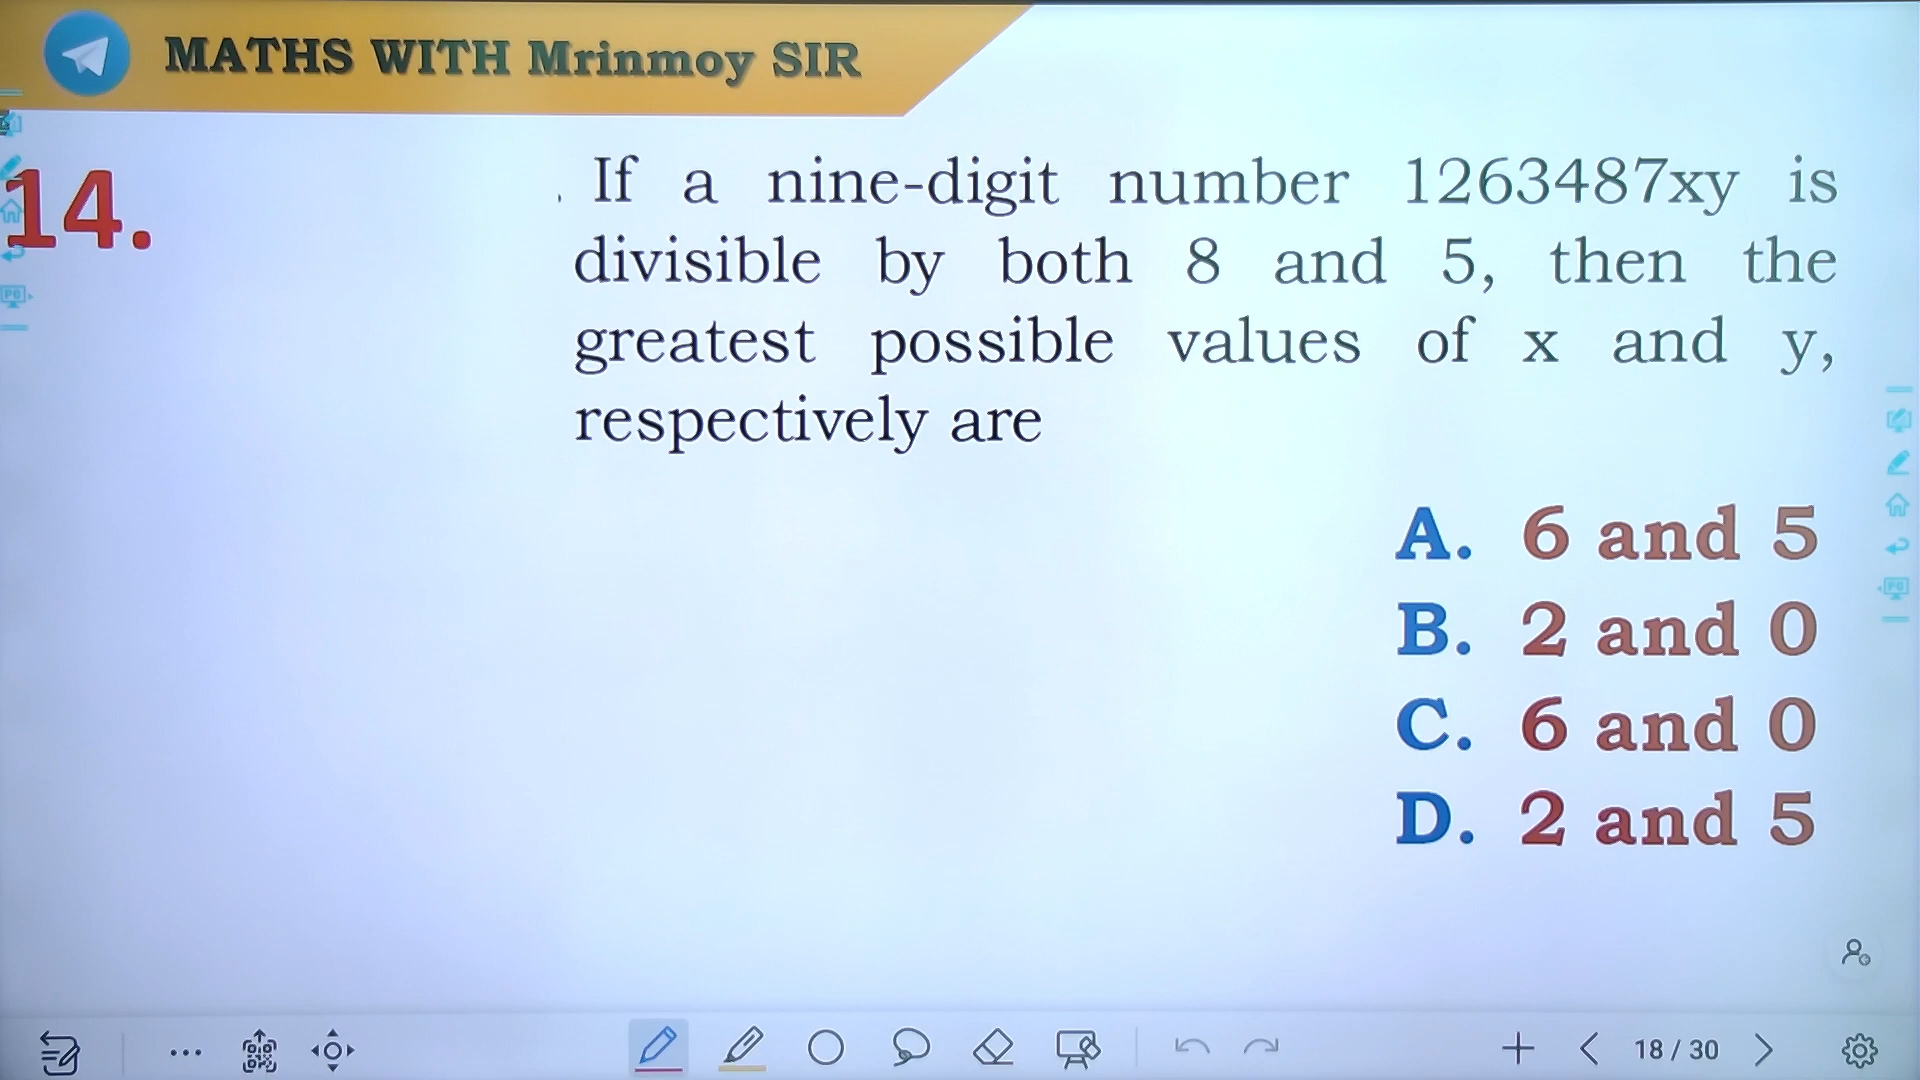 MATHS WITH Mrinmoy SIR
14.
If a nine-digit number 1263487xy is
divisible by both 8 and 5, then the
greatest possible values of x and y,
respectively are
A. 6 and 5
B. 2 and 0
C. 6 and 0
D. 2 and 5
18 / 30